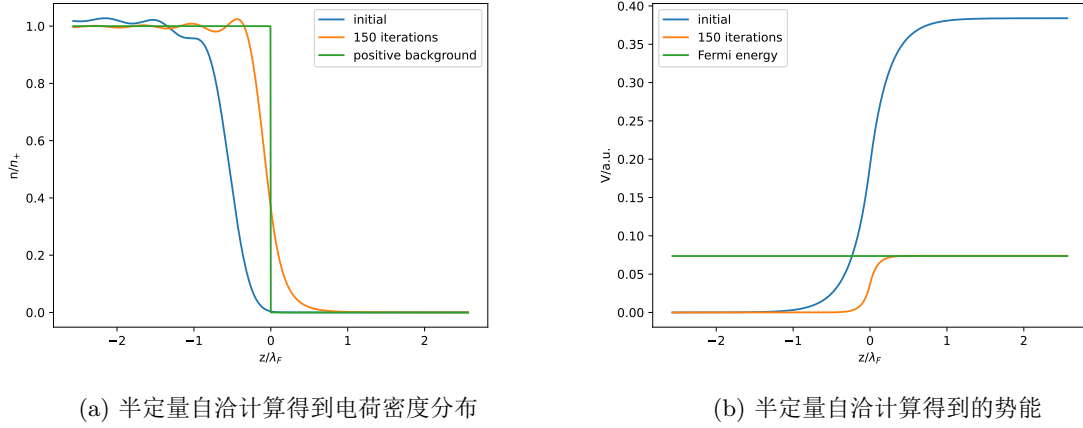 1.0
0.8
0.6
0.4
0.2
0.0
n/n₊
−2
−1
0
1
2
z/λ_F
initial
150 iterations
positive background
(a) 半定量自洽计算得到电荷密度分布
0.40
0.35
0.30
0.25
0.20
0.15
0.10
0.05
0.00
V/a.u.
−2
−1
0
1
2
z/λ_F
initial
150 iterations
Fermi energy
(b) 半定量自洽计算得到的势能